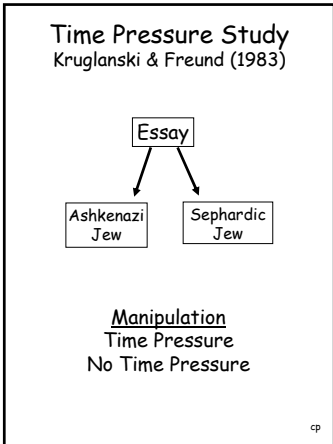 Time Pressure Study
Kruglanski & Freund (1983)
Essay
Ashkenazi
Jew
Sephardic
Jew
Manipulation
Time Pressure
No Time Pressure
cp